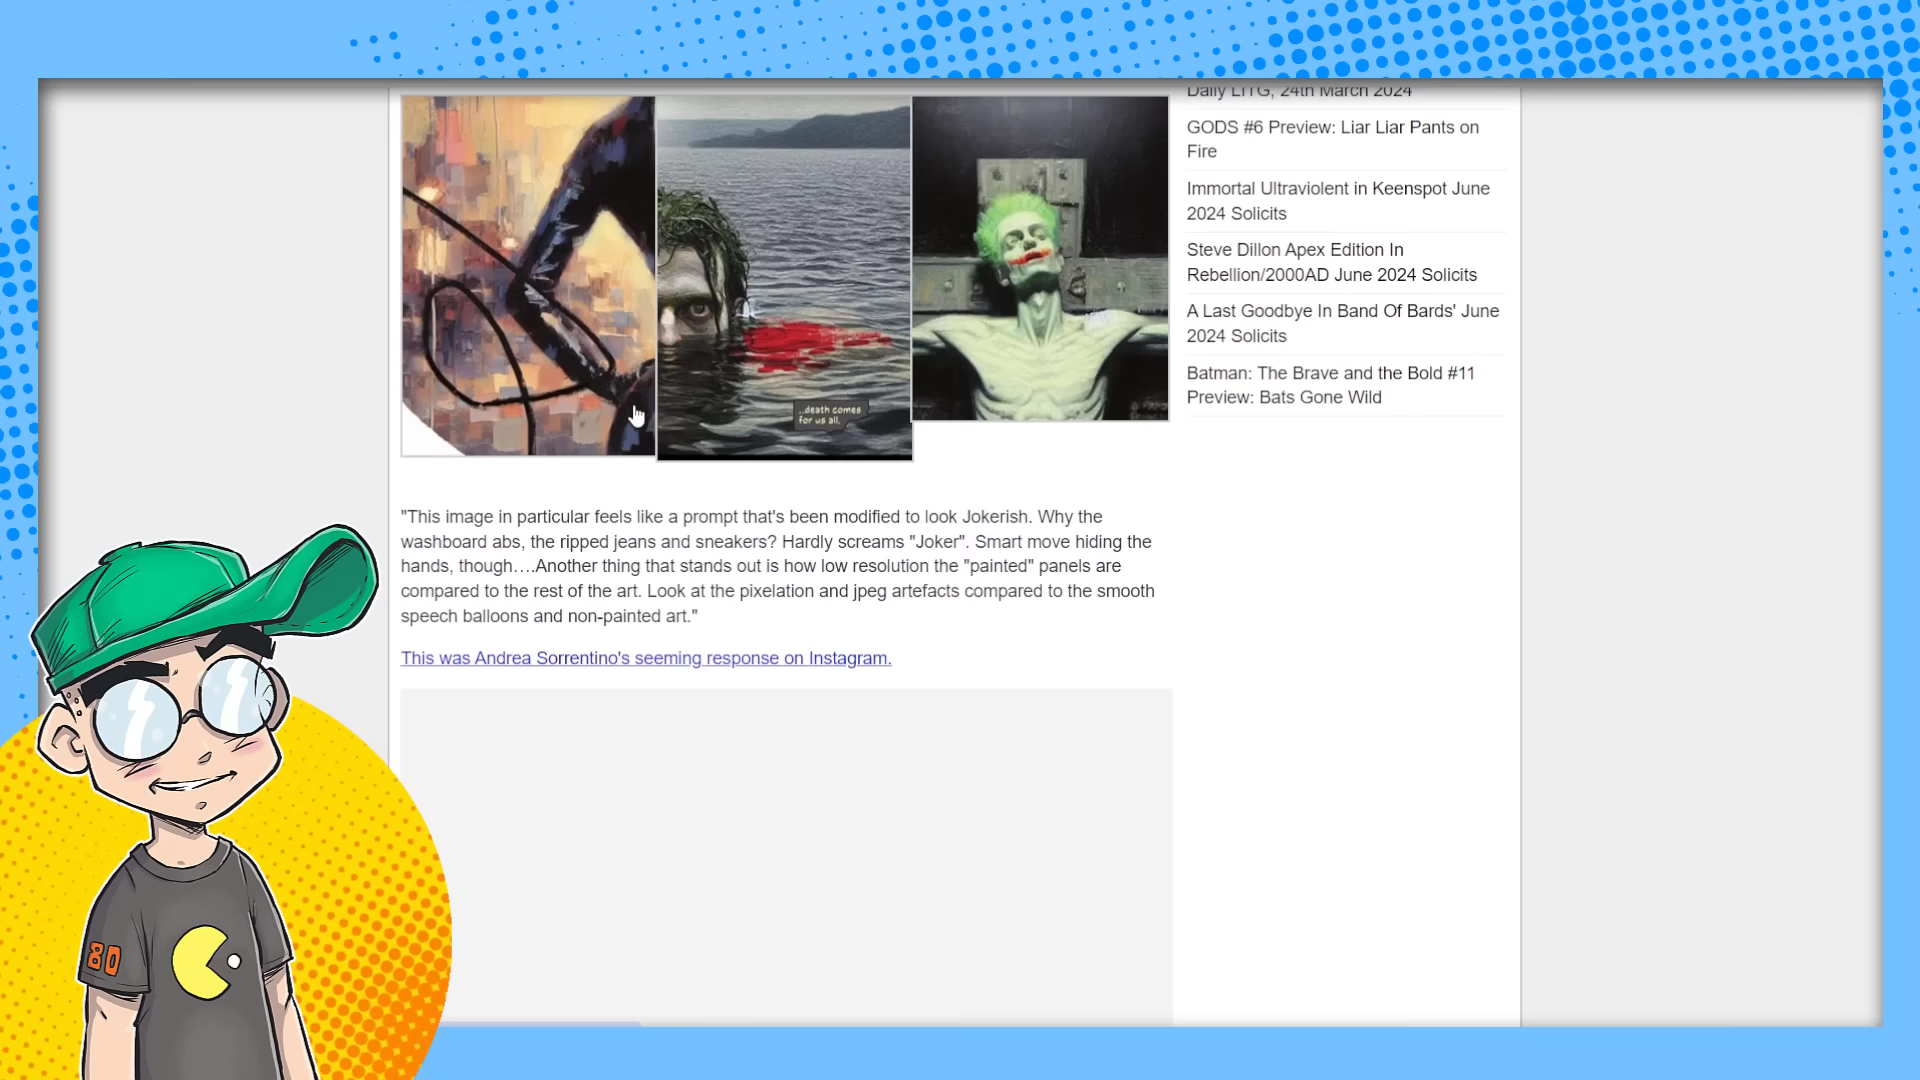 Daily LITG, 24th March 2024
GODS #6 Preview: Liar Liar Pants on
Fire
Immortal Ultraviolent in Keenspot June
2024 Solicits
Steve Dillon Apex Edition In
Rebellion/2000AD June 2024 Solicits
A Last Goodbye In Band Of Bards' June
2024 Solicits
Batman: The Brave and the Bold #11
Preview: Bats Gone Wild
...death comes
for us all.
"This image in particular feels like a prompt that's been modified to look Jokerish. Why the
washboard abs, the ripped jeans and sneakers? Hardly screams "Joker". Smart move hiding the
hands, though….Another thing that stands out is how low resolution the "painted" panels are
compared to the rest of the art. Look at the pixelation and jpeg artefacts compared to the smooth
speech balloons and non-painted art."
This was Andrea Sorrentino's seeming response on Instagram.
80